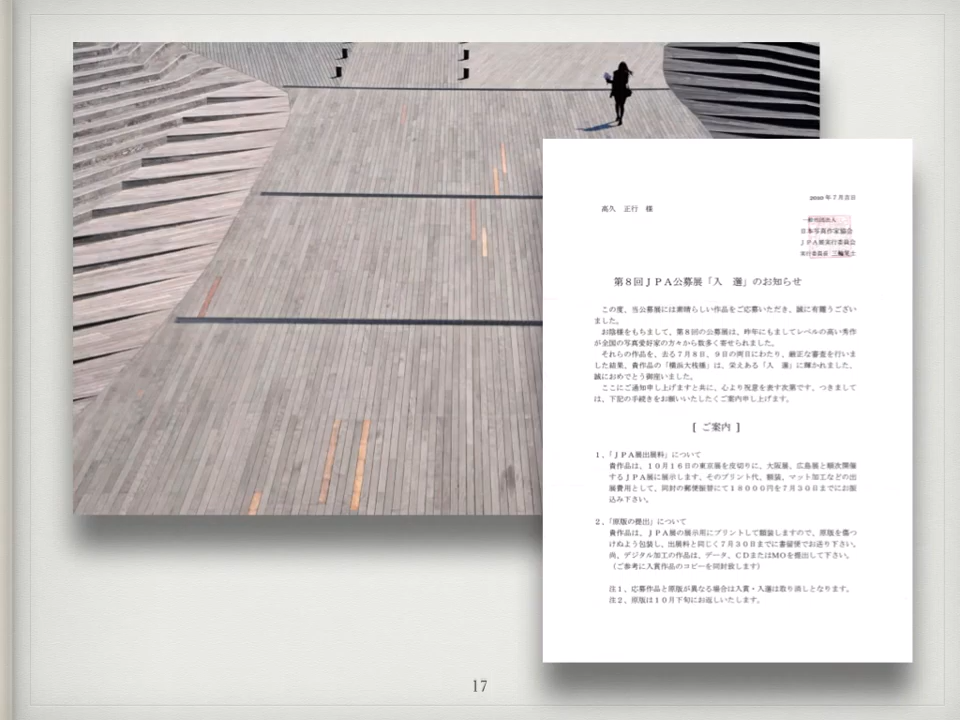 2010年7月吉日
高久 正行 様
一般社団法人
日本写真作家協会
JPA展実行委員会
実行委員長
第8回JPA公募展「入 選」のお知らせ
この度、当公募展には素晴らしい作品をご応募いただき、誠に有難うござい
ました。
お陰様をもちまして、第8回の公募展は、昨年にもましてレベルの高い秀作
が全国の写真愛好家の方々から数多く寄せられました。
それらの作品を、去る7月8日、9日の両日にわたり、厳正な審査を行いま
した結果、貴作品の「横浜大桟橋」は、栄えある「入 選」に輝かれました。
誠におめでとう御座いました。
ここにご通知申し上げますと共に、心より祝意を表す次第です。つきまして
は、下記の手続きをお願いいたしたくご案内申し上げます。
[ ご案内 ]
1、「JPA展出展料」について
貴作品は、10月16日の東京展を皮切りに、大阪展、広島展と順次開催
するJPA展に展示します。そのプリント代、額装、マット加工などの出
展費用として、同封の郵便振替にて18000円を7月30日までにお振
込み下さい。
2、「原版の提出」について
貴作品は、JPA展の展示用にプリントして額装しますので、原版を傷つ
けぬよう包装し、出展料と同じく7月30日までに書留便でお送り下さい。
尚、デジタル加工の作品は、データ、CDまたはMOを提出して下さい。
(ご参考に入賞作品のコピーを同封致します)
注1、応募作品と原版が異なる場合は入賞・入選は取り消しとなります。
注2、原版は10月下旬にお返しいたします。
17